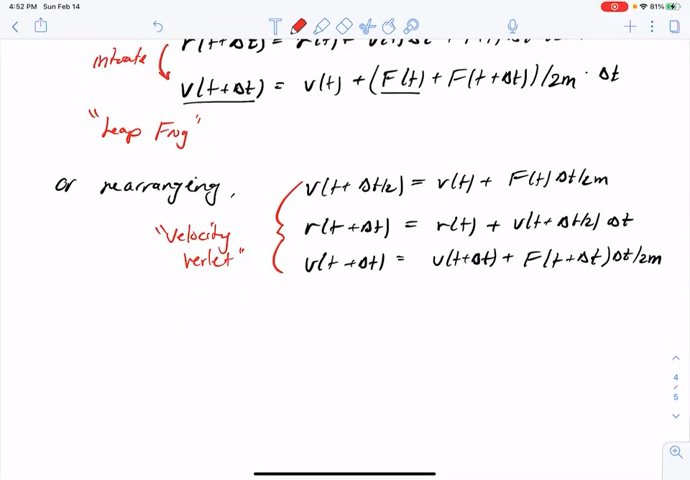 4:52 PM Sun Feb 14
81%
r(t+Δt) = r(t) +
v(t+Δt) = v(t) + (F(t) + F(t+Δt))/2m · Δt
"Leap Frog"
or rearranging,
v(t+Δt/2) = v(t) + F(t)Δt/2m
"Velocity
r(t+Δt) = r(t) + v(t+Δt/2)Δt
verlet"
v(t+Δt) = v(t+Δt) + F(t+Δt)Δt/2m
4
/
5